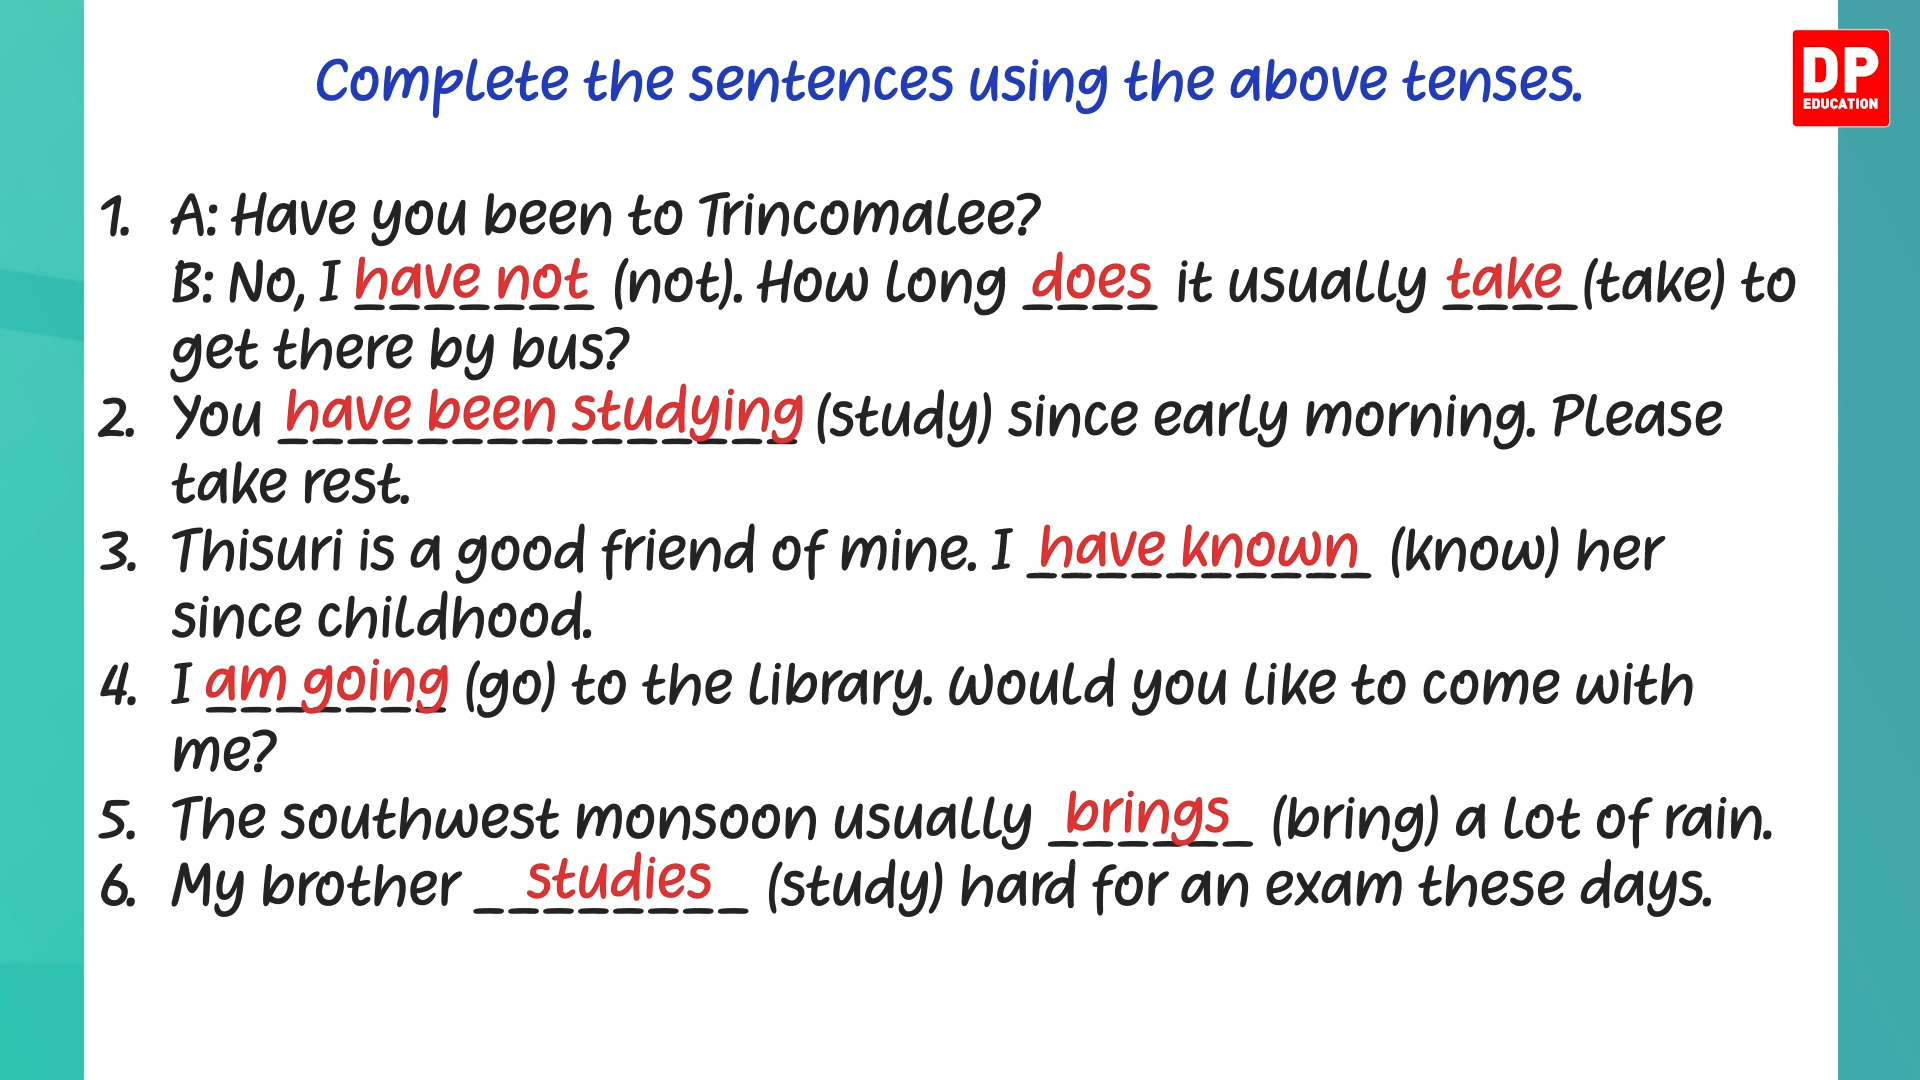 Complete the sentences using the above tenses.
DP
EDUCATION
1. A: Have you been to Trincomalee?
B: No, I have not (not). How long does it usually take (take) to
get there by bus?
2. You have been studying (study) since early morning. Please
take rest.
3. Thisuri is a good friend of mine. I have known (know) her
since childhood.
4. I am going (go) to the library. Would you like to come with
me?
5. The southwest monsoon usually brings (bring) a lot of rain.
6. My brother studies (study) hard for an exam these days.